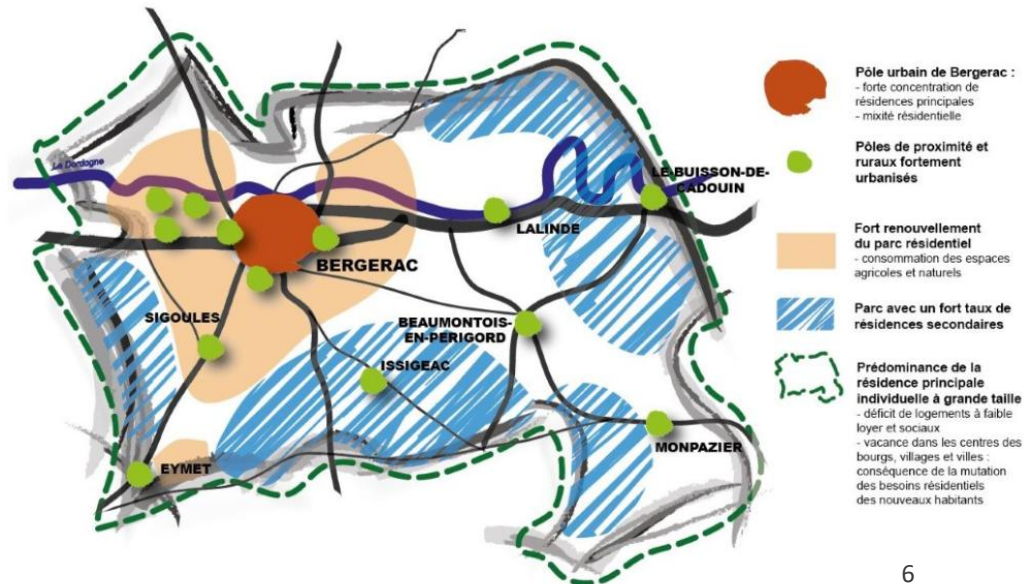 La Dordogne
LE BUISSON-DE-
CADOUIN
LALINDE
BERGERAC
SIGOULES
BEAUMONTOIS-
EN-PERIGORD
ISSIGEAC
MONPAZIER
EYMET
Pôle urbain de Bergerac :
- forte concentration de
résidences principales
- mixité résidentielle
Pôles de proximité et
ruraux fortement
urbanisés
Fort renouvellement
du parc résidentiel
- consommation des espaces
agricoles et naturels
Parc avec un fort taux de
résidences secondaires
Prédominance de la
résidence principale
individuelle à grande taille
- déficit de logements à faible
loyer et sociaux
- vacance dans les centres des
bourgs, villages et villes :
conséquence de la mutation
des besoins résidentiels
des nouveaux habitants
6